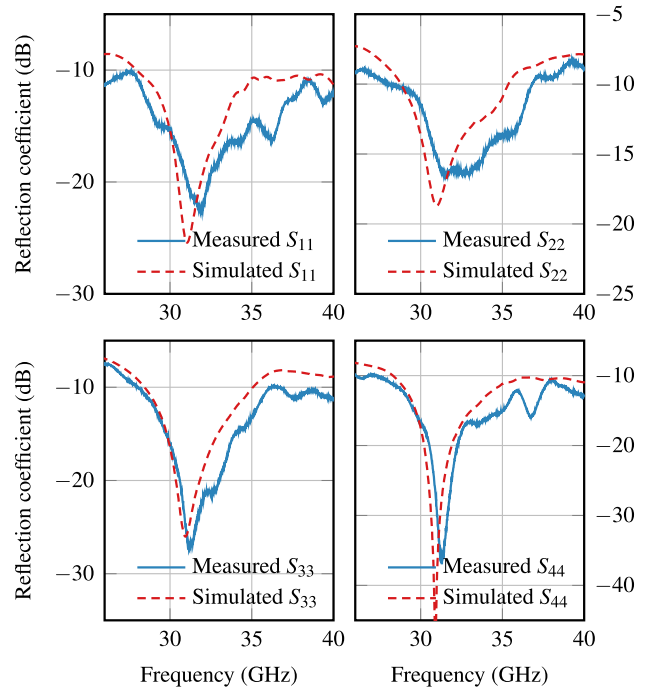 Reflection coefficient (dB)
−10
−20
−30
30
35
40
Measured S11
Simulated S11
−5
−10
−15
−20
−25
30
35
40
Measured S22
Simulated S22
Reflection coefficient (dB)
−10
−20
−30
30
35
40
Measured S33
Simulated S33
Frequency (GHz)
−10
−20
−30
−40
30
35
40
Measured S44
Simulated S44
Frequency (GHz)